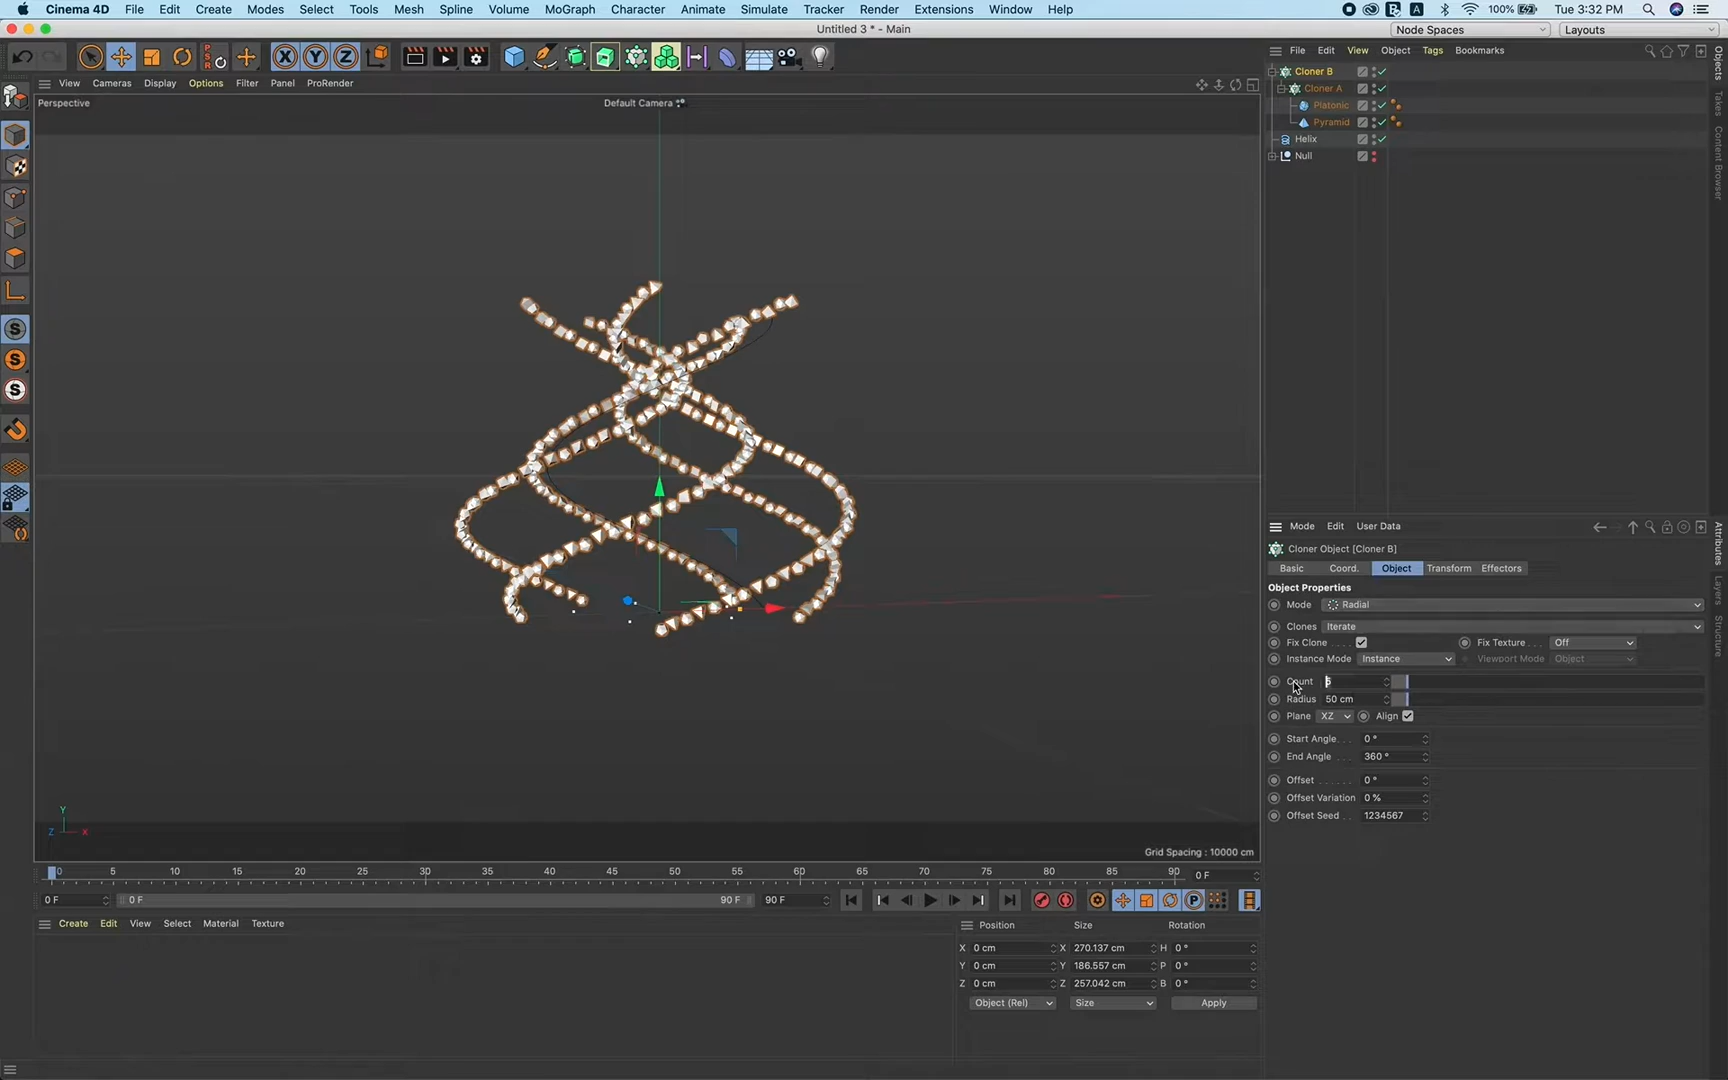 Cinema 4D File Edit Create Modes Select Tools Mesh Spline Volume MoGraph Character Animate Simulate Tracker Render Extensions Window Help 100% Tue 3:32 PM
Untitled 3 * - Main
Node Spaces Layouts
PSR X Y Z
File Edit View Object Tags Bookmarks
View Cameras Display Options Filter Panel ProRender
Perspective
Default Camera
Cloner B
Cloner A
Platonic
Pyramid
Helix
Null
Objects
Takes
Content Browser
S
S
S
Mode Edit User Data
Attributes
Layers
Structure
Cloner Object [Cloner B]
Basic Coord. Object Transform Effectors
Object Properties
Mode Radial
Clones Iterate
Fix Clone Fix Texture Off
Instance Mode Instance Viewport Mode Object
Count
Radius 50 cm
Plane XZ Align
Start Angle 0 °
End Angle 360 °
Offset 0 °
Offset Variation 0 %
Offset Seed 1234567
Y
Z X
Grid Spacing : 10000 cm
0 5 10 15 20 25 30 35 40 45 50 55 60 65 70 75 80 85 90 0 F
0 F 0 F 90 F 90 F
P
Create Edit View Select Material Texture
Position Size Rotation
X 0 cm X 270.137 cm H 0 °
Y 0 cm Y 186.557 cm P 0 °
Z 0 cm Z 257.042 cm B 0 °
Object (Rel) Size Apply